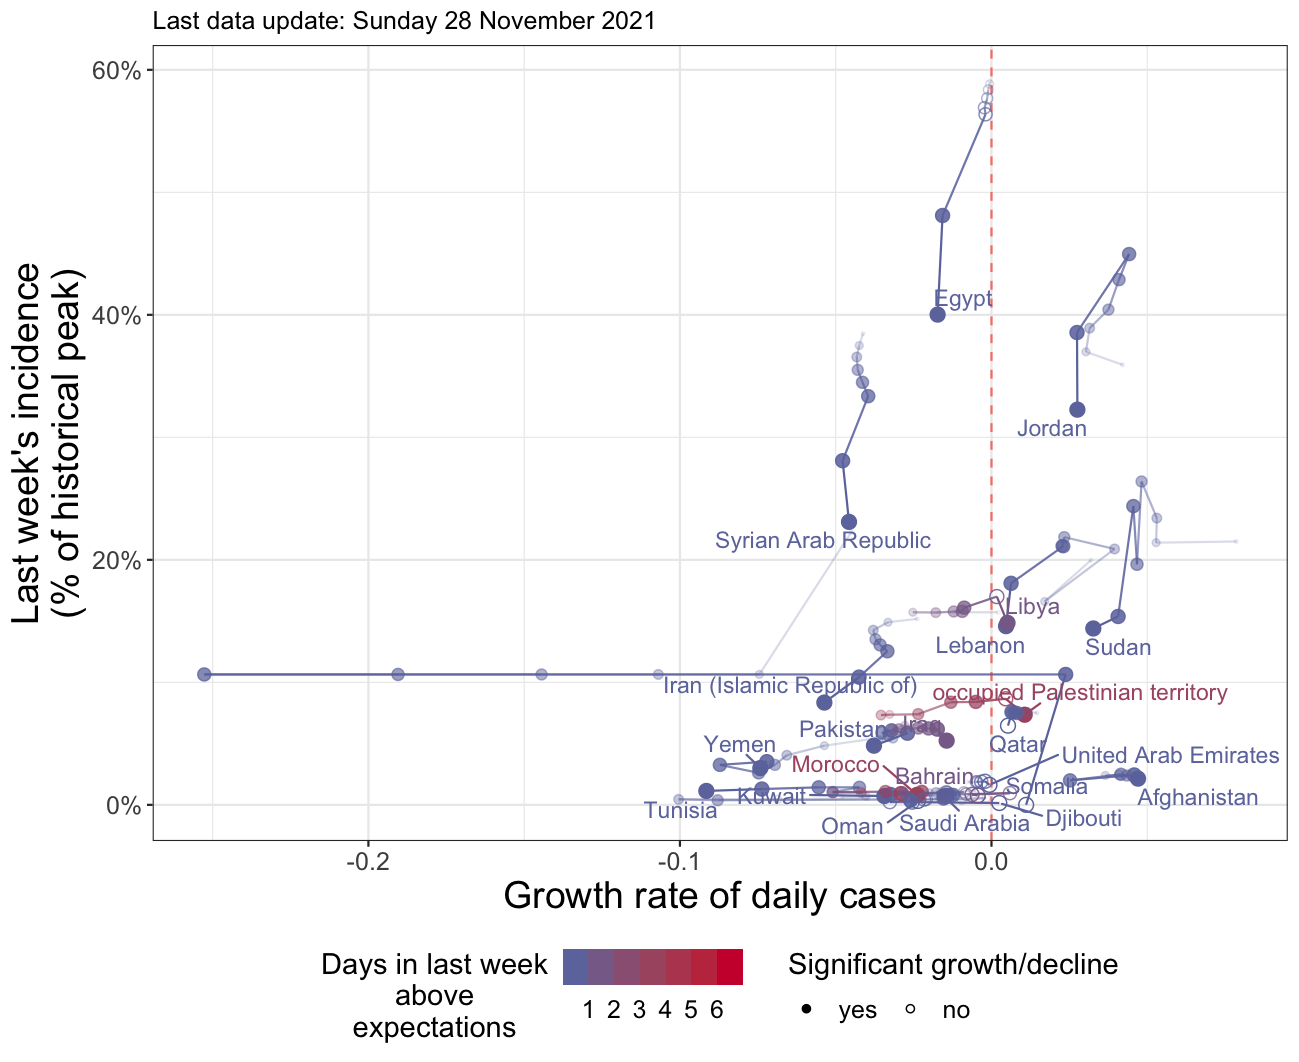 Last data update: Sunday 28 November 2021
Last week's incidence
(% of historical peak)
60%
40%
20%
0%
Egypt
Jordan
Syrian Arab Republic
Libya
Lebanon
Sudan
Iran (Islamic Republic of)
occupied Palestinian territory
Pakistan
Iraq
Qatar
Yemen
Morocco
United Arab Emirates
Bahrain
Somalia
Kuwait
Afghanistan
Tunisia
Oman
Saudi Arabia
Djibouti
-0.2
-0.1
0.0
Growth rate of daily cases
Days in last week
above
expectations
1 2 3 4 5 6
Significant growth/decline
yes
no